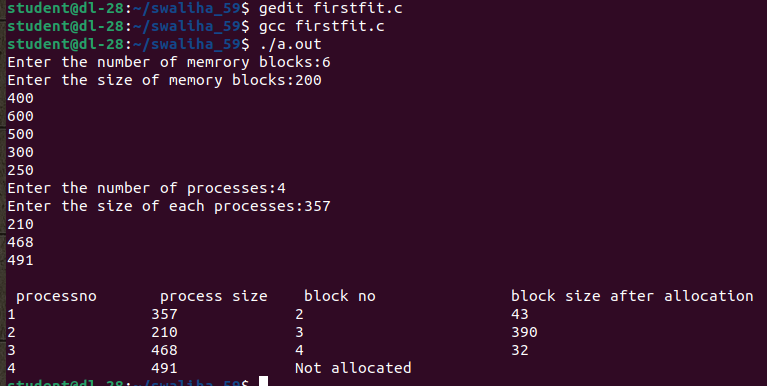 student@dl-28:~/swaliha_59$ gedit firstfit.c
student@dl-28:~/swaliha_59$ gcc firstfit.c
student@dl-28:~/swaliha_59$ ./a.out
Enter the number of memrory blocks:6
Enter the size of memory blocks:200
400
600
500
300
250
Enter the number of processes:4
Enter the size of each processes:357
210
468
491
processno process size block no block size after allocation
1 357 2 43
2 210 3 390
3 468 4 32
4 491 Not allocated
student@dl-28:~/swaliha_59$